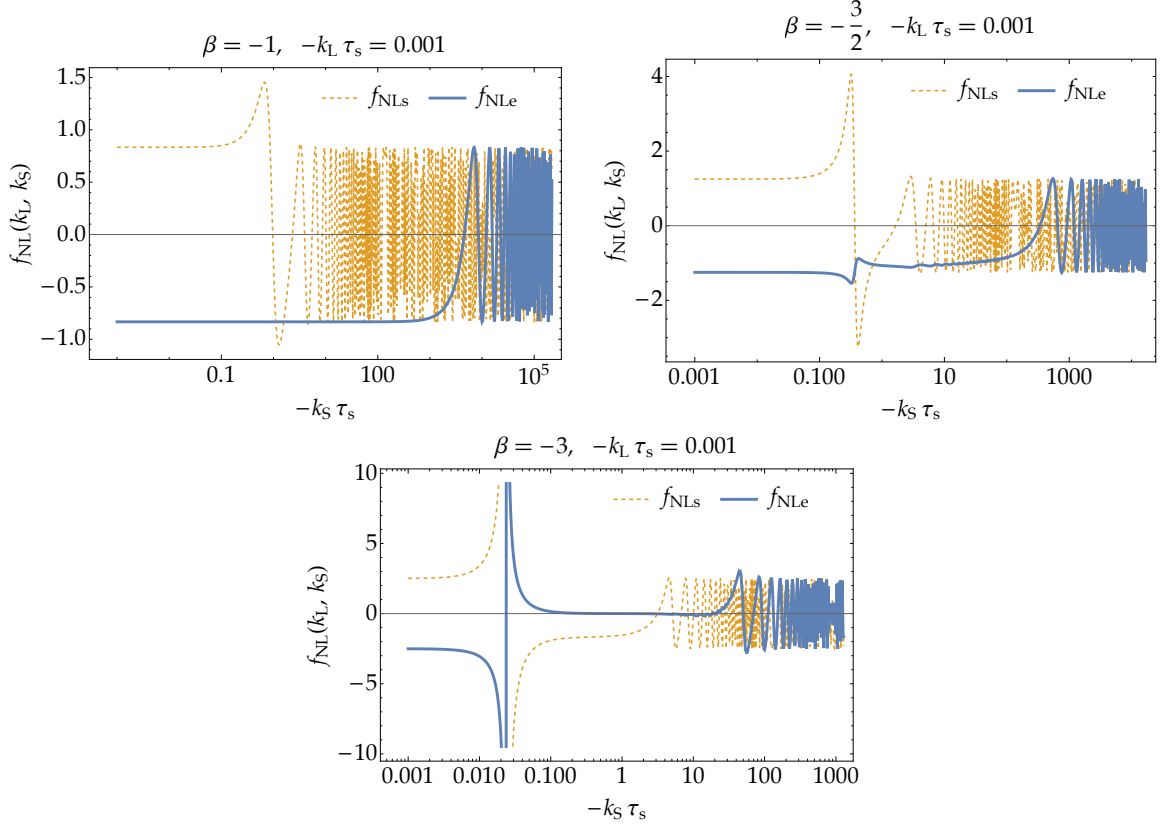 β = −1, −k_L τ_s = 0.001
f_NLs f_NLe
1.5
1.0
0.5
0.0
−0.5
−1.0
f_NL(k_L, k_S)
0.1 100 10^5
−k_S τ_s
β = −3/2, −k_L τ_s = 0.001
f_NLs f_NLe
4
2
0
−2
f_NL(k_L, k_S)
0.001 0.100 10 1000
−k_S τ_s
β = −3, −k_L τ_s = 0.001
f_NLs f_NLe
10
5
0
−5
−10
f_NL(k_L, k_S)
0.001 0.010 0.100 1 10 100 1000
−k_S τ_s